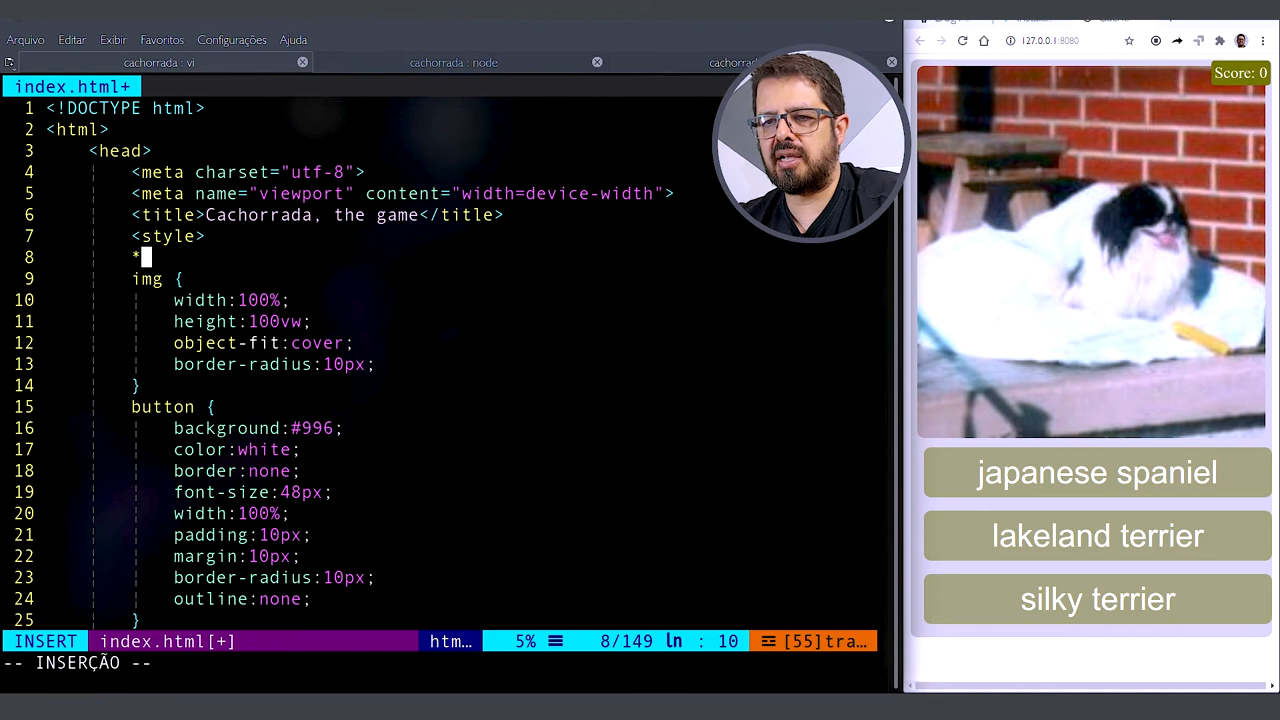 Arquivo Editar Exibir Favoritos Configurações Ajuda
cachorrada : vi
cachorrada : node
index.html+
1 <!DOCTYPE html>
2 <html>
3 <head>
4 <meta charset="utf-8">
5 <meta name="viewport" content="width=device-width">
6 <title>Cachorrada, the game</title>
7 <style>
8 *
9 img {
10 width:100%;
11 height:100vw;
12 object-fit:cover;
13 border-radius:10px;
14 }
15 button {
16 background:#996;
17 color:white;
18 border:none;
19 font-size:48px;
20 width:100%;
21 padding:10px;
22 margin:10px;
23 border-radius:10px;
24 outline:none;
25 }
INSERT index.html[+] htm… 5% ☰ 8/149 ln : 10 [55]tra…
-- INSERÇÃO --
127.0.0.1:8080
Score: 0
japanese spaniel
lakeland terrier
silky terrier